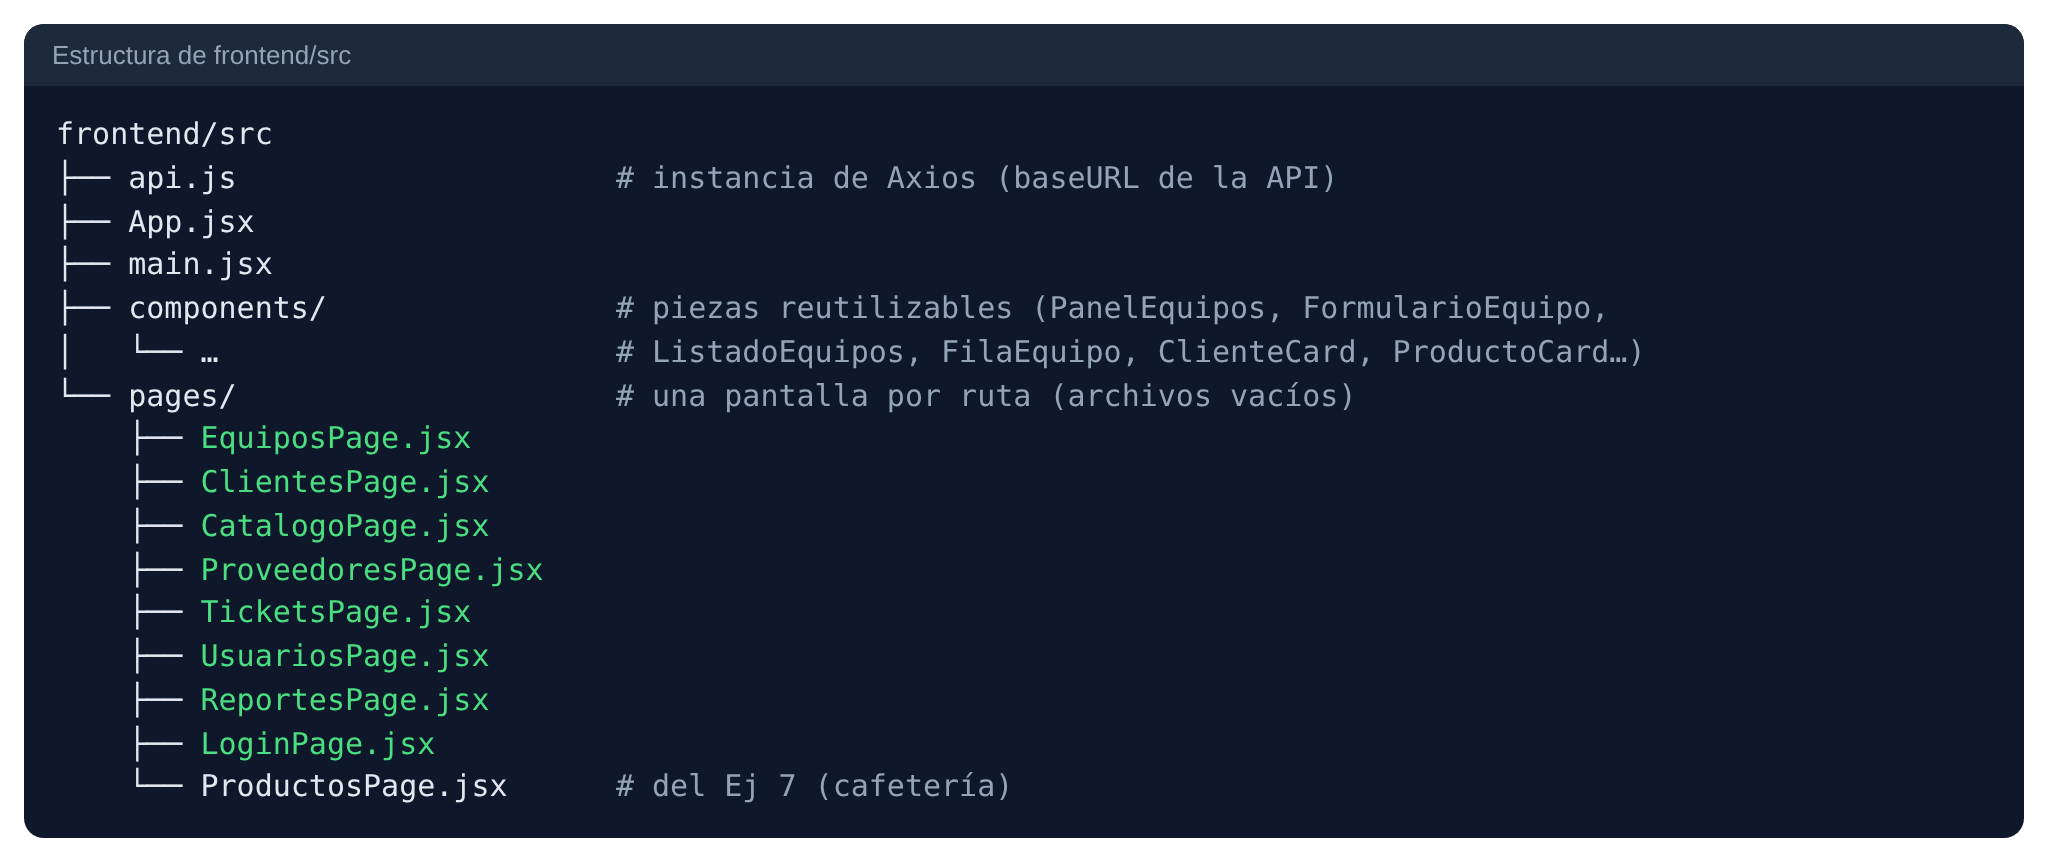 Estructura de frontend/src
frontend/src
├── api.js                     # instancia de Axios (baseURL de la API)
├── App.jsx
├── main.jsx
├── components/                # piezas reutilizables (PanelEquipos, FormularioEquipo,
│   └── …                      # ListadoEquipos, FilaEquipo, ClienteCard, ProductoCard…)
└── pages/                     # una pantalla por ruta (archivos vacíos)
    ├── EquiposPage.jsx
    ├── ClientesPage.jsx
    ├── CatalogoPage.jsx
    ├── ProveedoresPage.jsx
    ├── TicketsPage.jsx
    ├── UsuariosPage.jsx
    ├── ReportesPage.jsx
    ├── LoginPage.jsx
    └── ProductosPage.jsx      # del Ej 7 (cafetería)